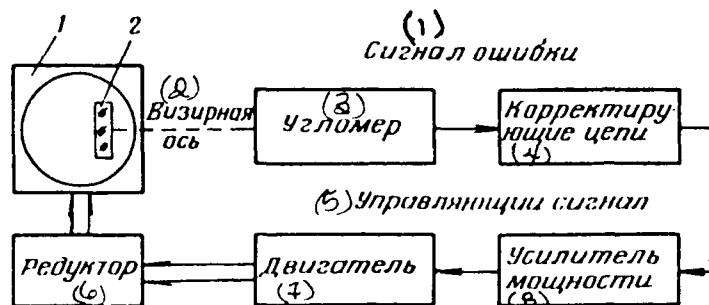 (1)
1
2
Сигнал ошибки
(2)
Визирная
ось
(3)
Угломер
Корректиру-
ющие цепи
(4)
(5) Управляющий сигнал
Редуктор
(6)
Двигатель
(7)
Усилитель
мощности
(8)